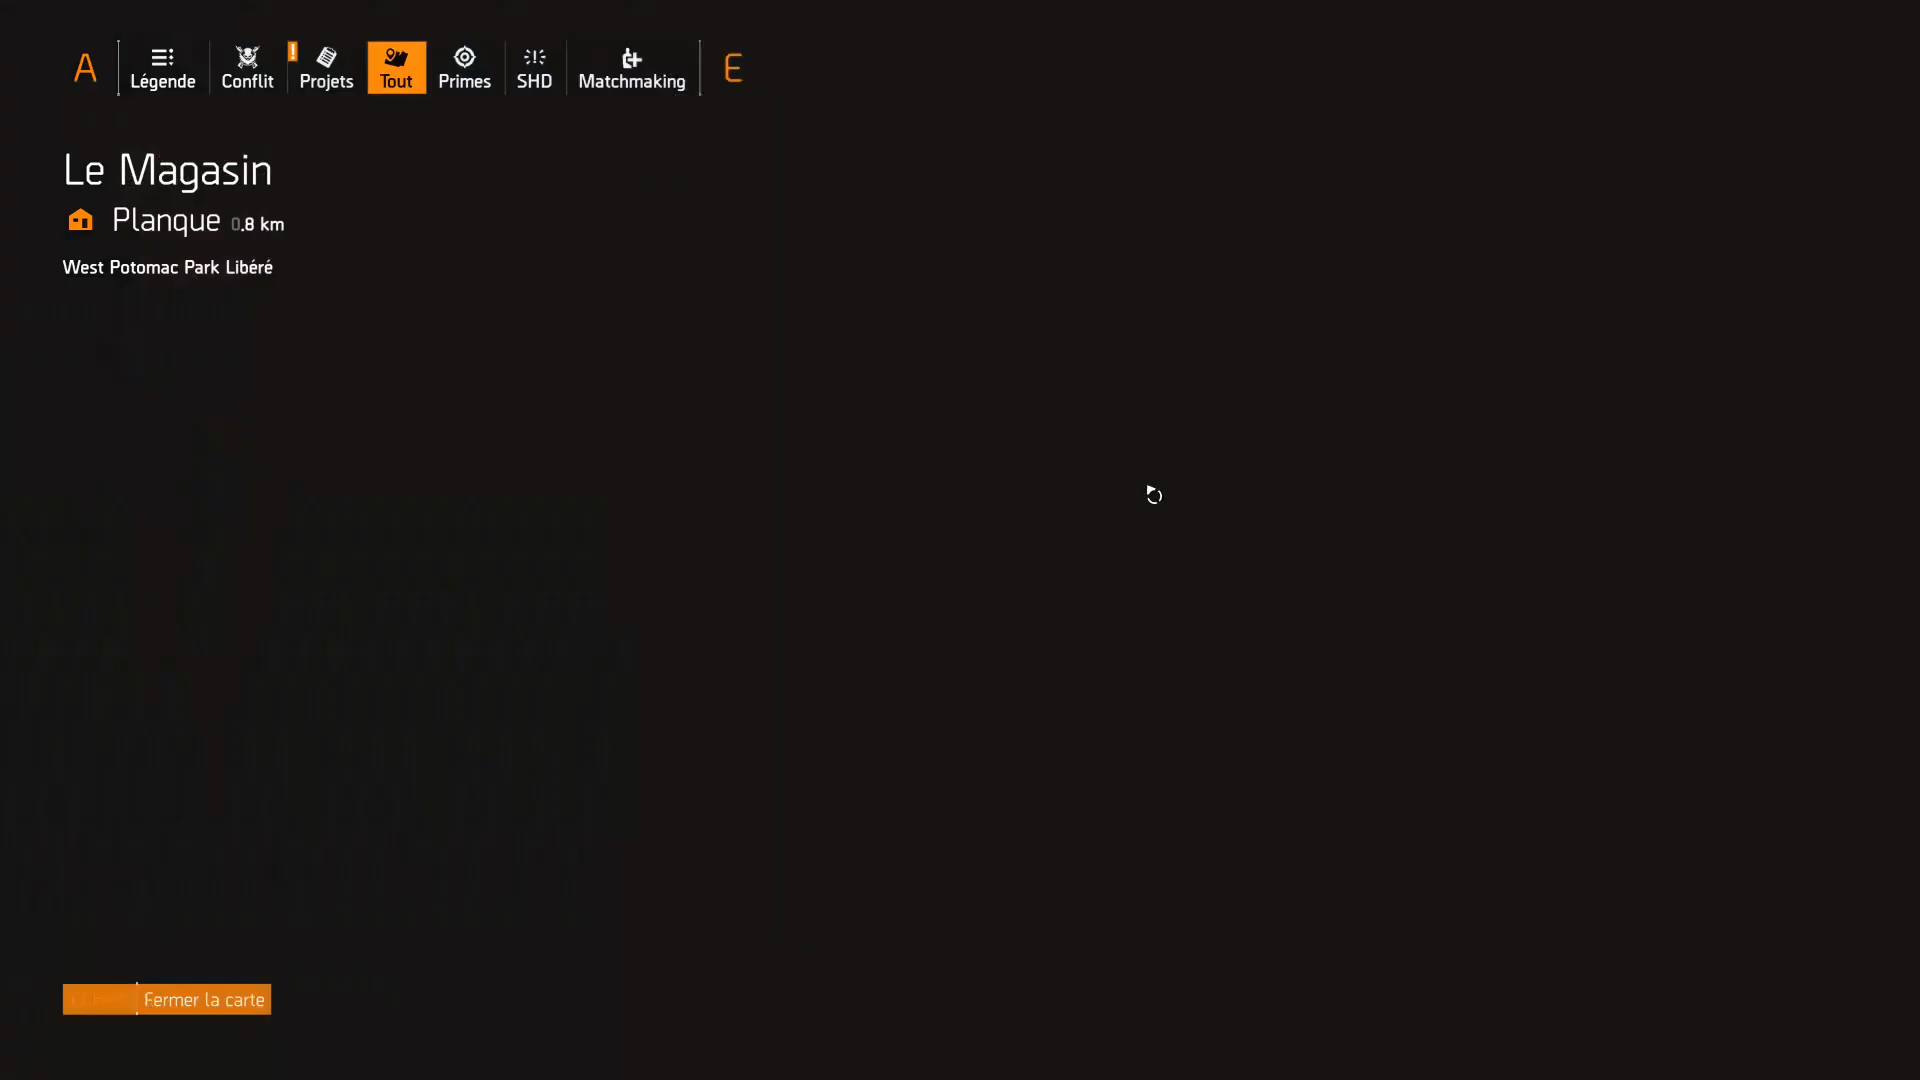 A
Légende
Conflit
Projets
Tout
Primes
SHD
Matchmaking
E
Le Magasin
Planque 0.8 km
West Potomac Park Libéré
Fermer la carte